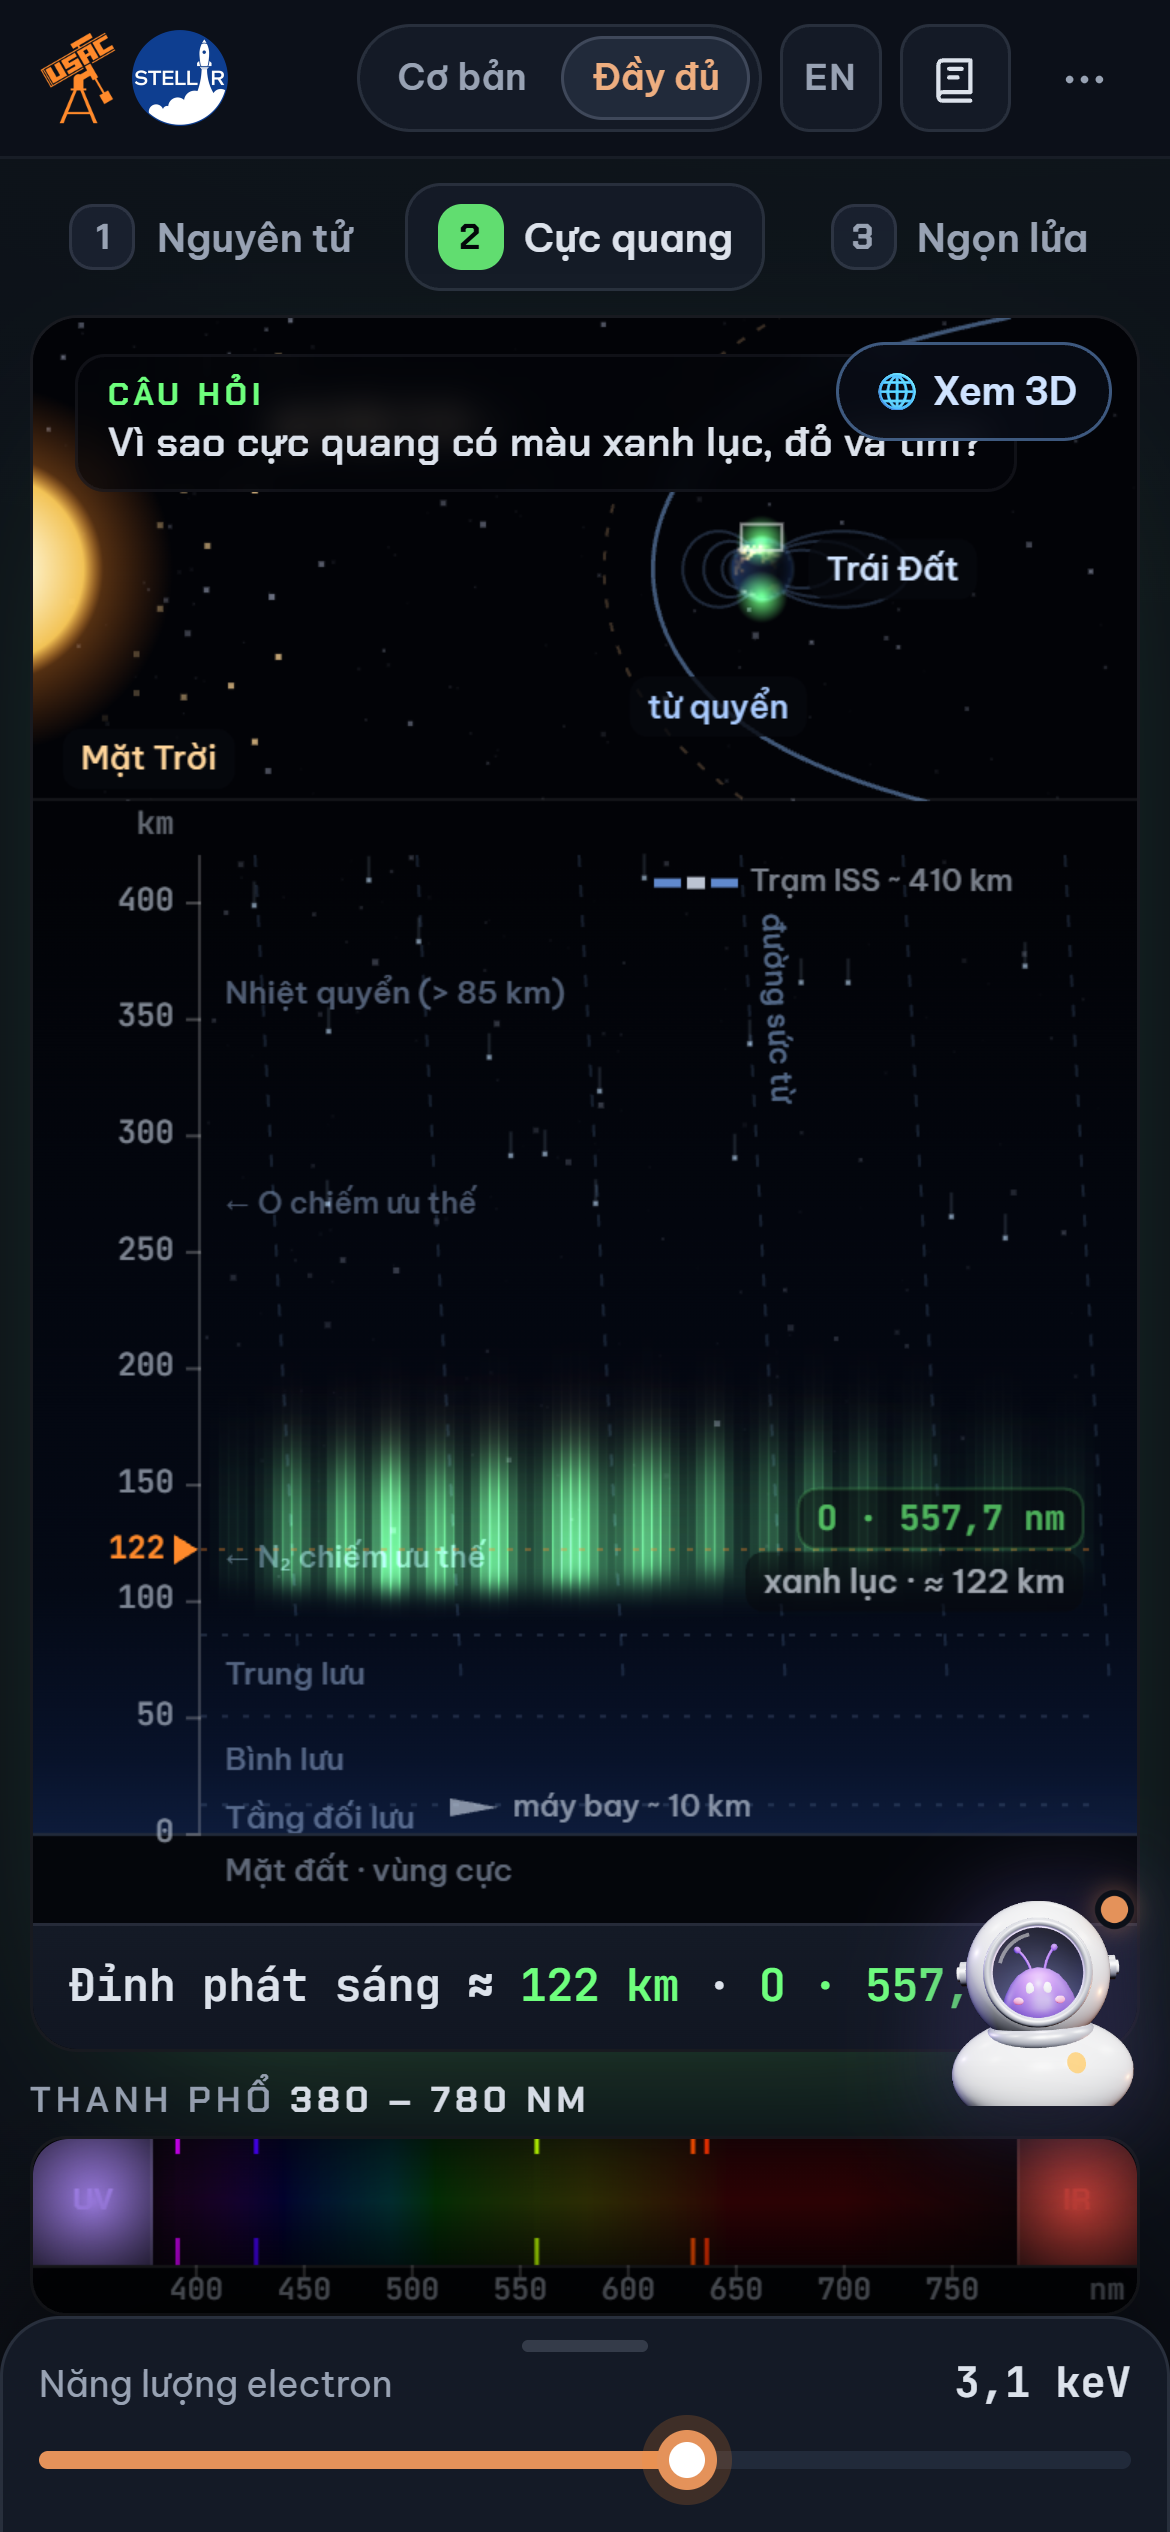 USAC
STELLAR
Cơ bản
Đầy đủ
EN
1 Nguyên tử
2 Cực quang
3 Ngọn lửa
CÂU HỎI
Xem 3D
Vì sao cực quang có màu xanh lục, đỏ và tím?
Trái Đất
từ quyển
Mặt Trời
km
Trạm ISS ~ 410 km
400
đường sức từ
Nhiệt quyển (> 85 km)
350
300
← O chiếm ưu thế
250
200
150
O · 557,7 nm
122
← N₂ chiếm ưu thế
xanh lục · ≈ 122 km
100
Trung lưu
50
Bình lưu
máy bay ~ 10 km
Tầng đối lưu
0
Mặt đất · vùng cực
Đỉnh phát sáng ≈ 122 km · O · 557,
THANH PHỔ 380 – 780 NM
UV
IR
400 450 500 550 600 650 700 750 nm
Năng lượng electron
3,1 keV